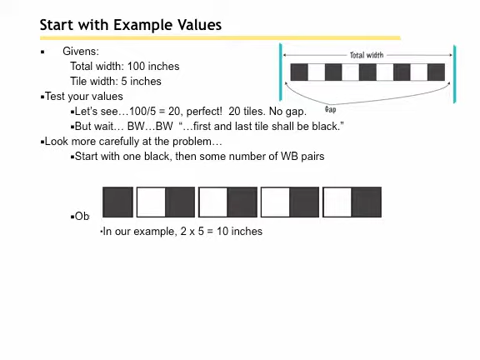 Start with Example Values
▪ Givens:
Total width: 100 inches
Tile width: 5 inches
▪Test your values
▪Let's see…100/5 = 20, perfect!  20 tiles. No gap.
▪But wait… BW…BW  “…first and last tile shall be black.”
▪Look more carefully at the problem…
▪Start with one black, then some number of WB pairs
▪Ob
▪In our example, 2 x 5 = 10 inches
Total width
Gap